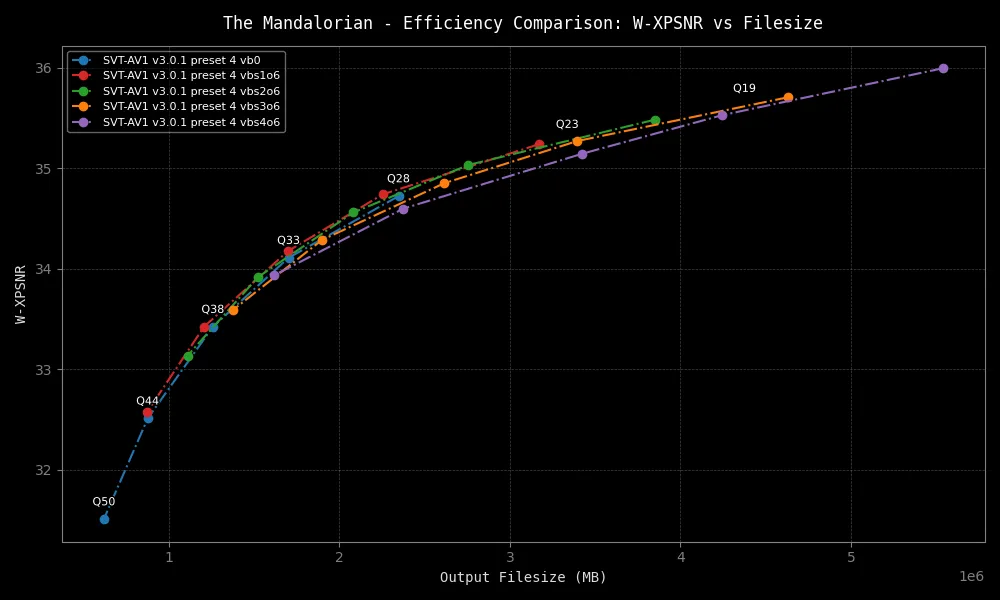 The Mandalorian - Efficiency Comparison: W-XPSNR vs Filesize
SVT-AV1 v3.0.1 preset 4 vb0
SVT-AV1 v3.0.1 preset 4 vbs1o6
SVT-AV1 v3.0.1 preset 4 vbs2o6
SVT-AV1 v3.0.1 preset 4 vbs3o6
SVT-AV1 v3.0.1 preset 4 vbs4o6
36
35
34
33
32
W-XPSNR
Q19
Q23
Q28
Q33
Q38
Q44
Q50
1 2 3 4 5
1e6
Output Filesize (MB)